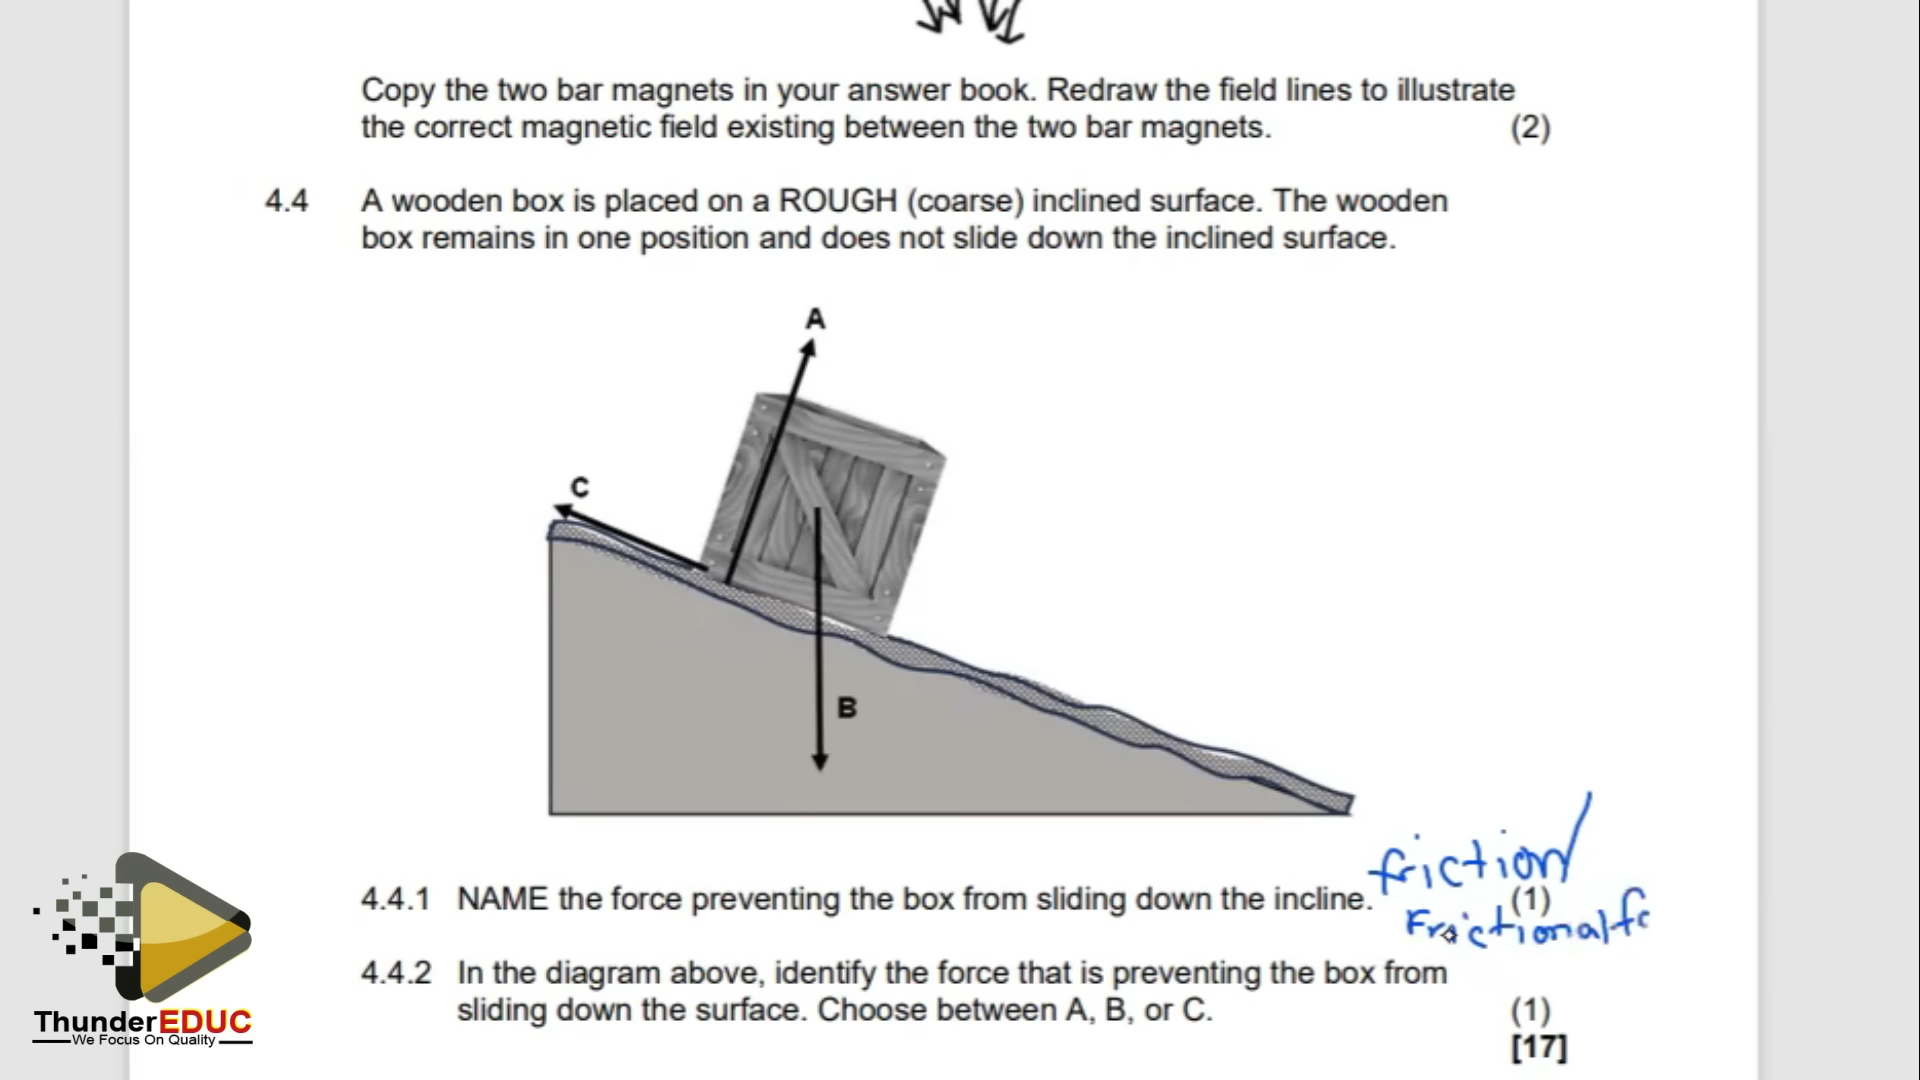 Copy the two bar magnets in your answer book. Redraw the field lines to illustrate
the correct magnetic field existing between the two bar magnets. (2)
4.4 A wooden box is placed on a ROUGH (coarse) inclined surface. The wooden
box remains in one position and does not slide down the inclined surface.
A
C
B
friction/
4.4.1 NAME the force preventing the box from sliding down the incline. (1)
Frictional fo
4.4.2 In the diagram above, identify the force that is preventing the box from
sliding down the surface. Choose between A, B, or C. (1)
[17]
ThunderEDUC
We Focus On Quality